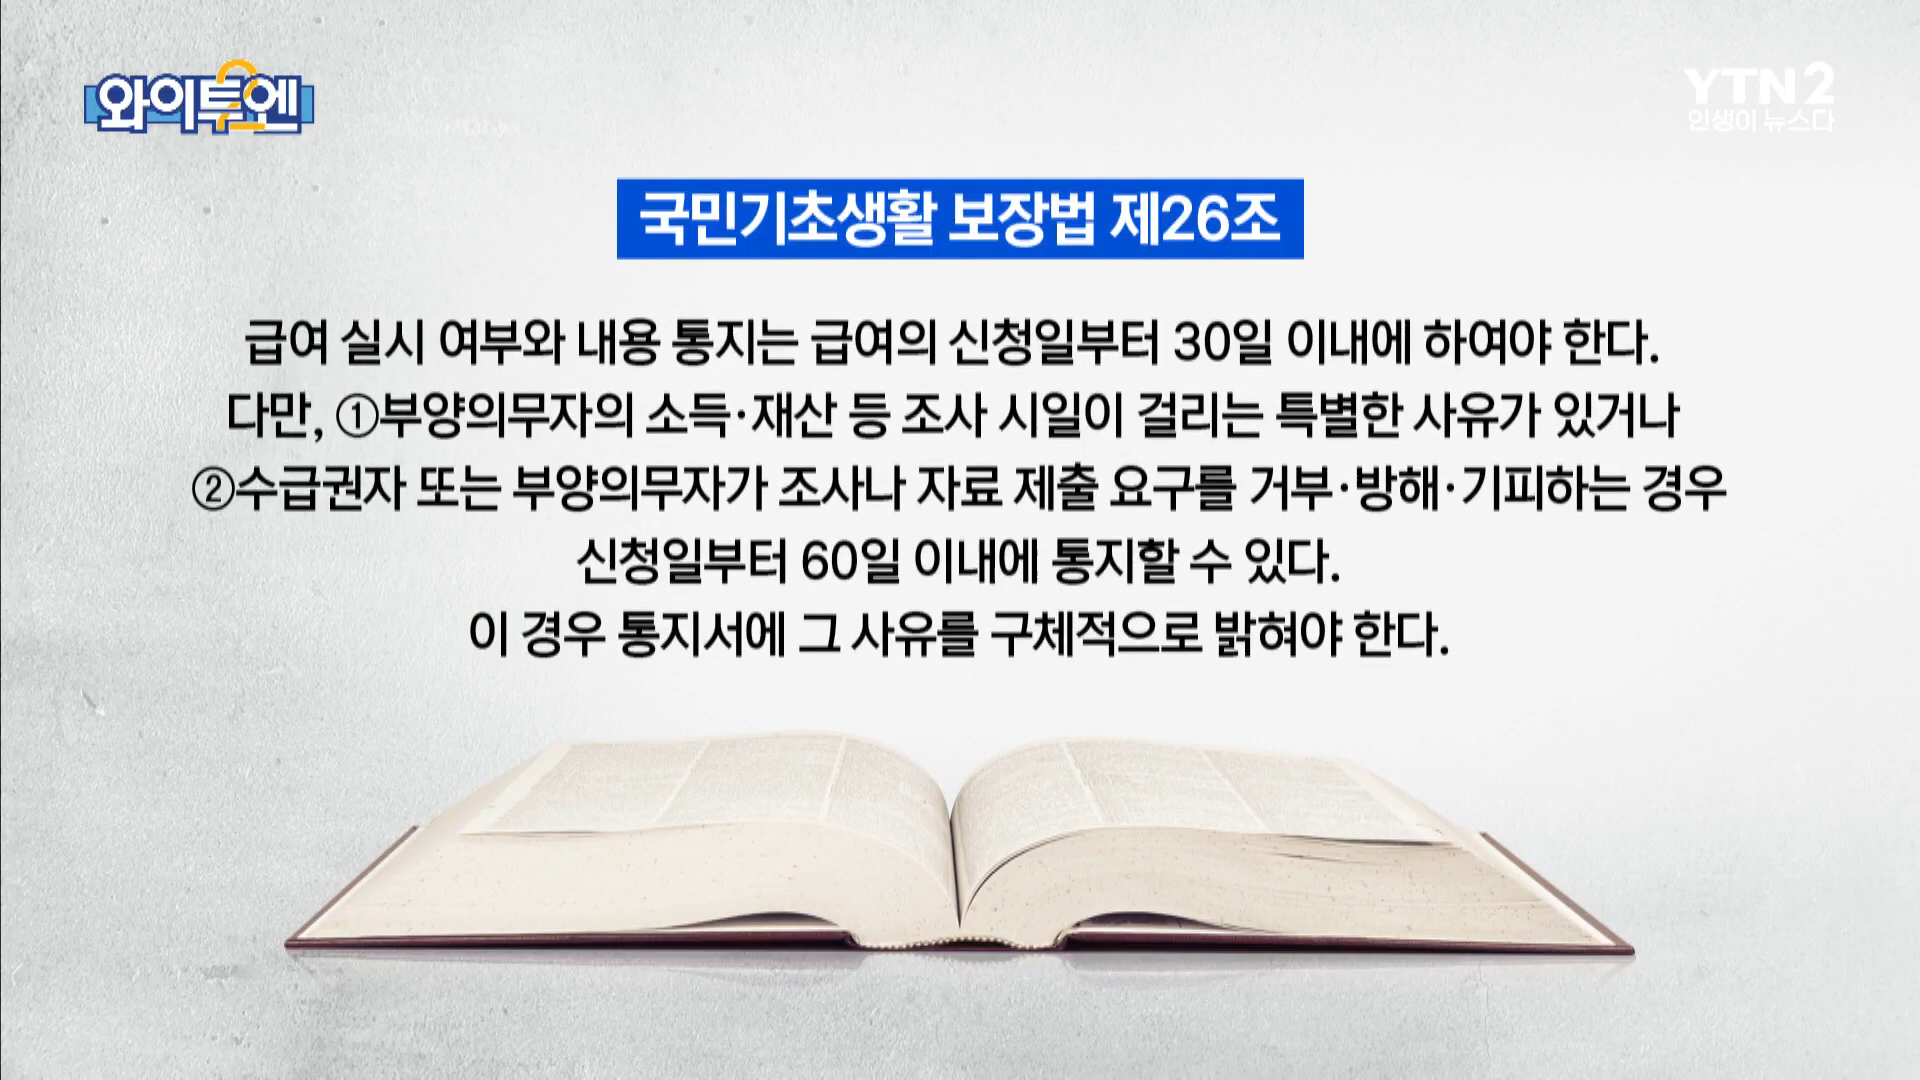 와이투엔
YTN2
인생이 뉴스다
국민기초생활 보장법 제26조
급여 실시 여부와 내용 통지는 급여의 신청일부터 30일 이내에 하여야 한다.
다만, ①부양의무자의 소득·재산 등 조사 시일이 걸리는 특별한 사유가 있거나
②수급권자 또는 부양의무자가 조사나 자료 제출 요구를 거부·방해·기피하는 경우
신청일부터 60일 이내에 통지할 수 있다.
이 경우 통지서에 그 사유를 구체적으로 밝혀야 한다.